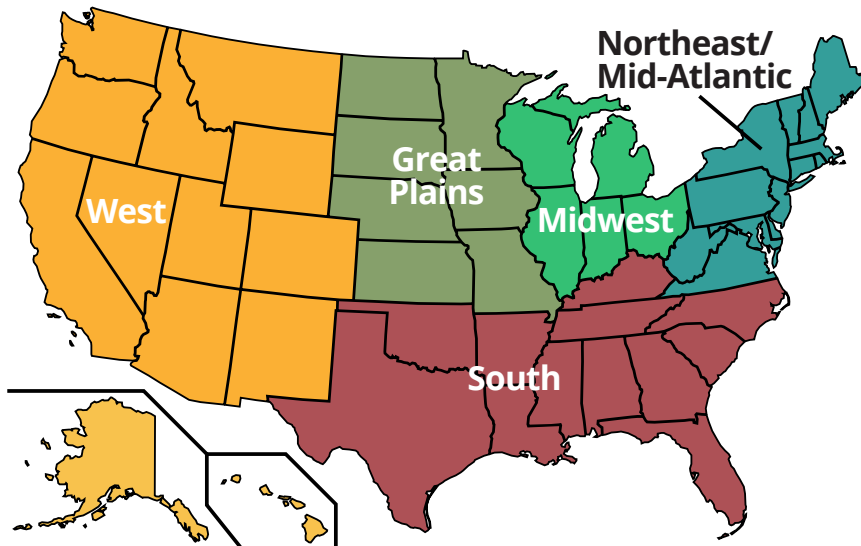 Northeast/
Mid-Atlantic
Great
Plains
West
Midwest
South